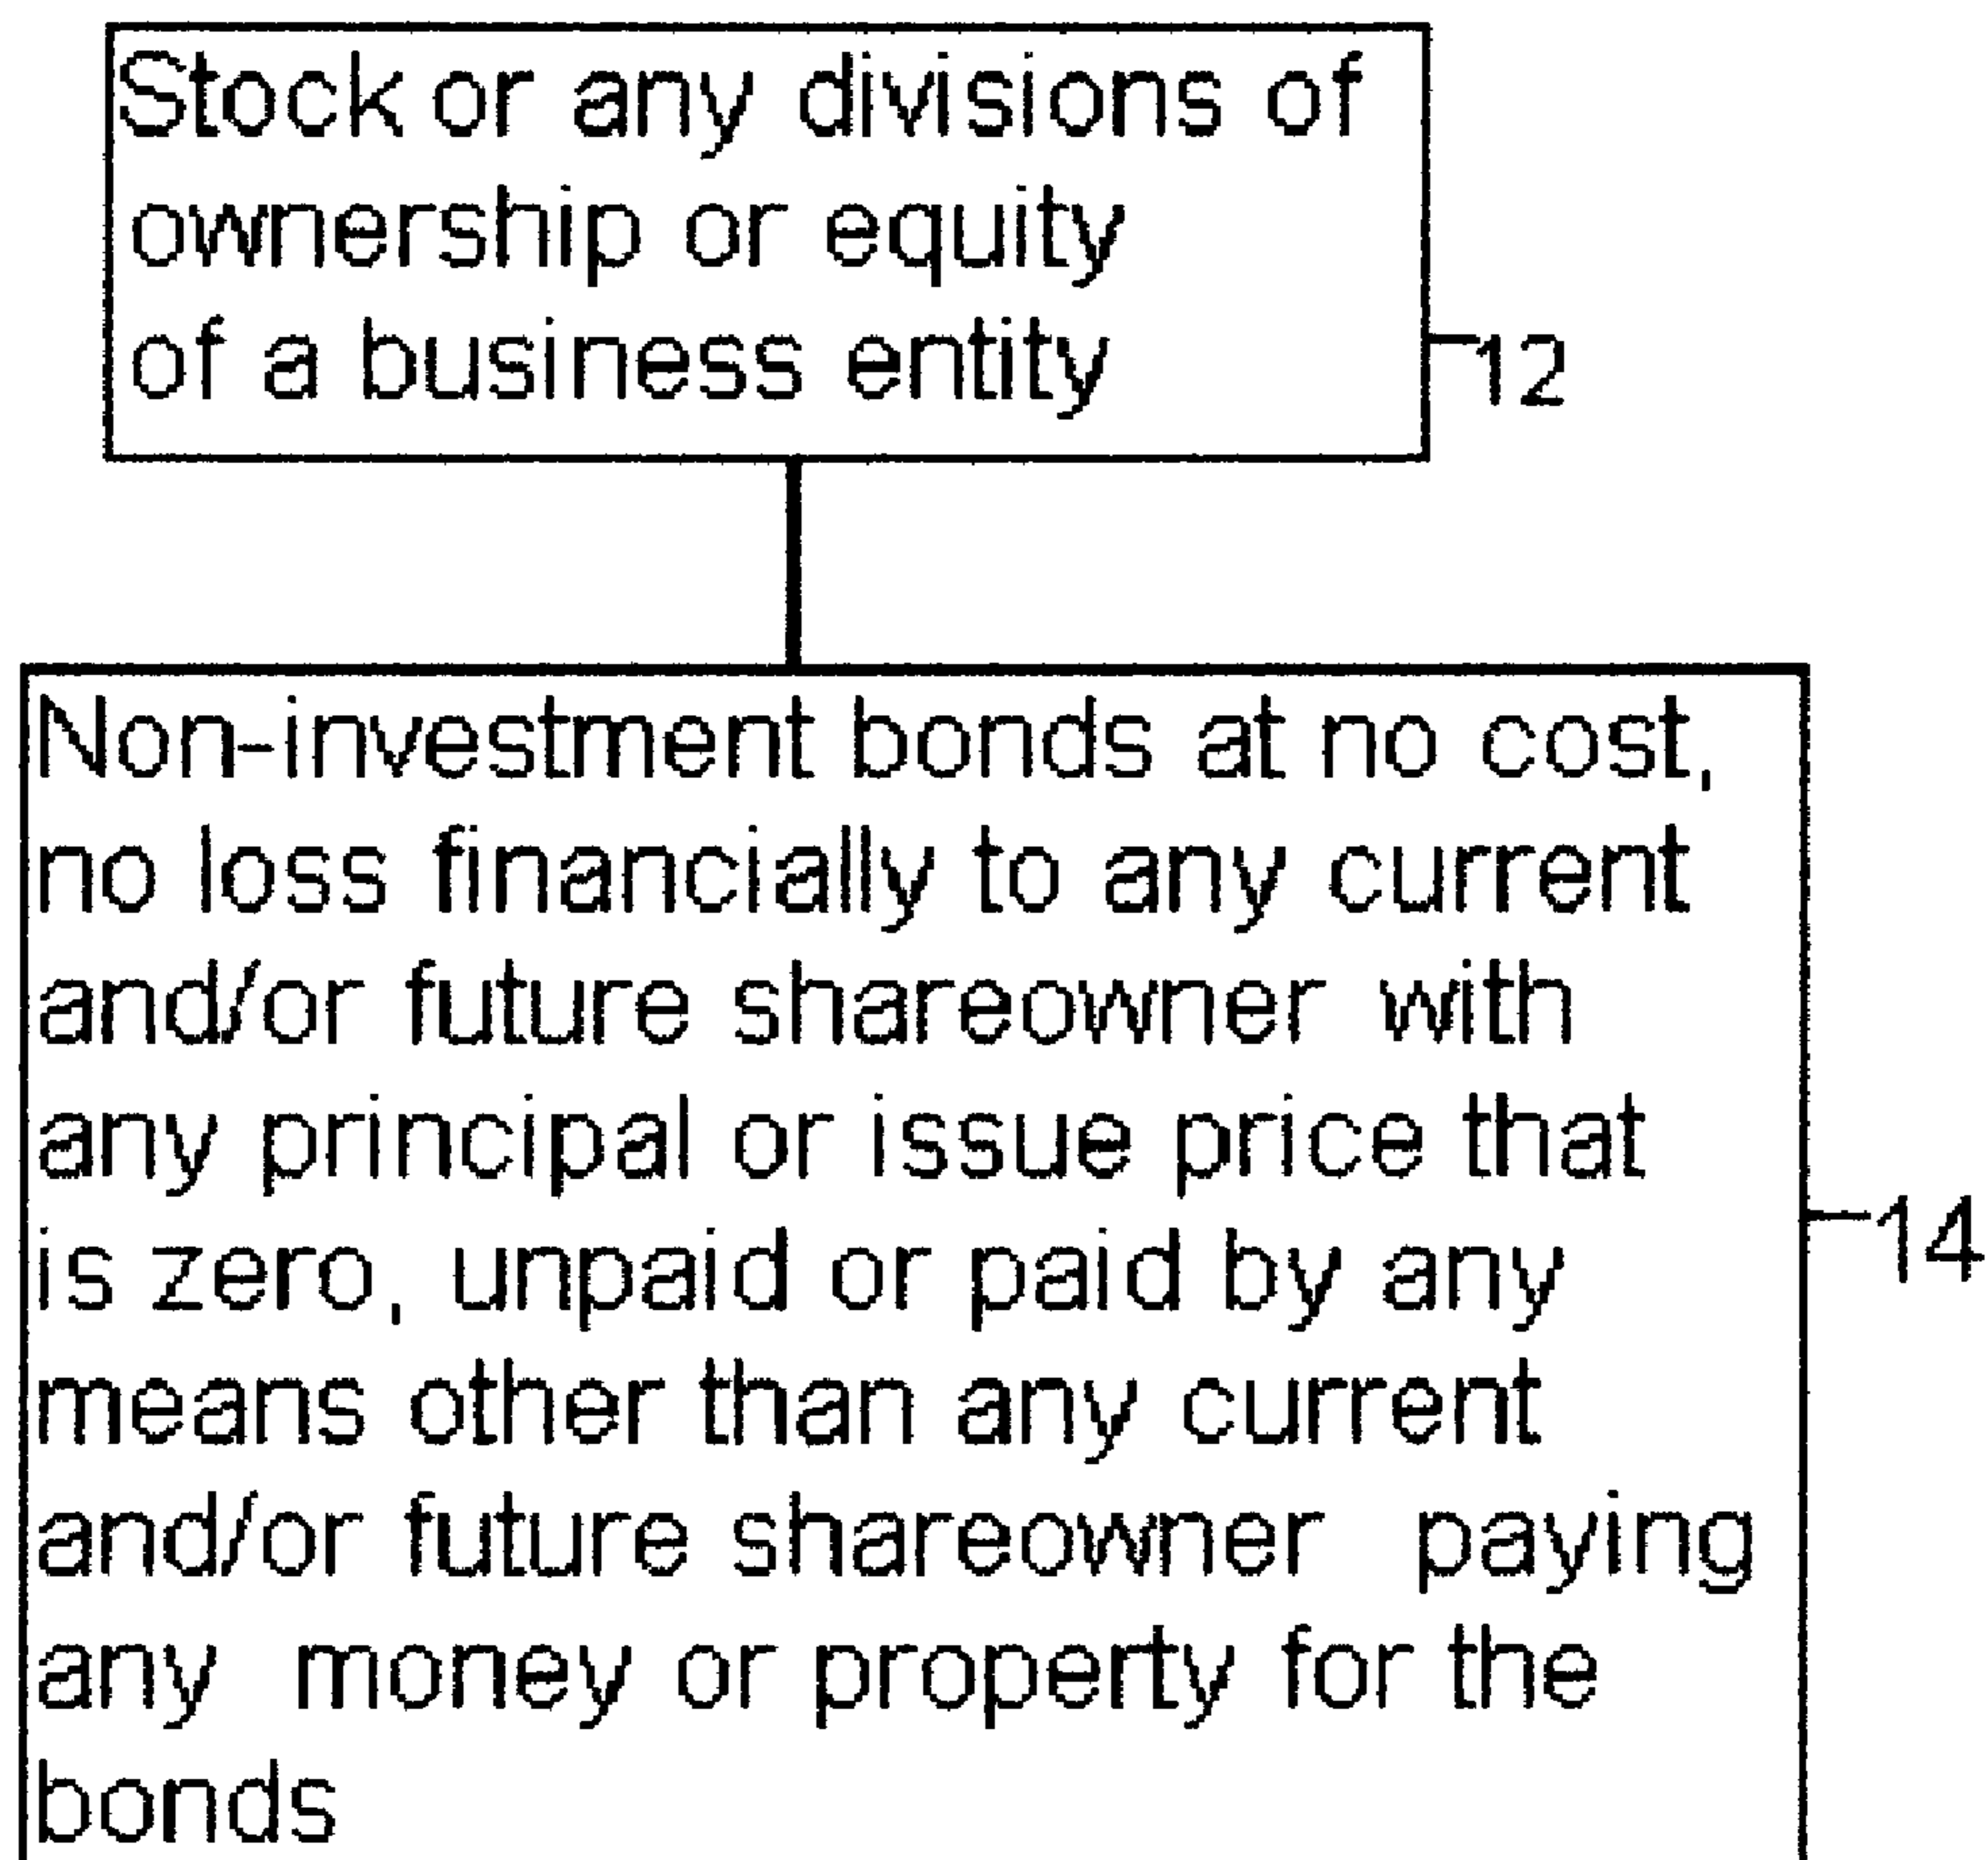 Stock or any divisions of
ownership or equity
of a business entity
12
Non-investment bonds at no cost,
no loss financially to any current
and/or future shareowner with
any principal or issue price that
is zero, unpaid or paid by any
14
means other than any current
and/or future shareowner paying
any money or property for the
bonds